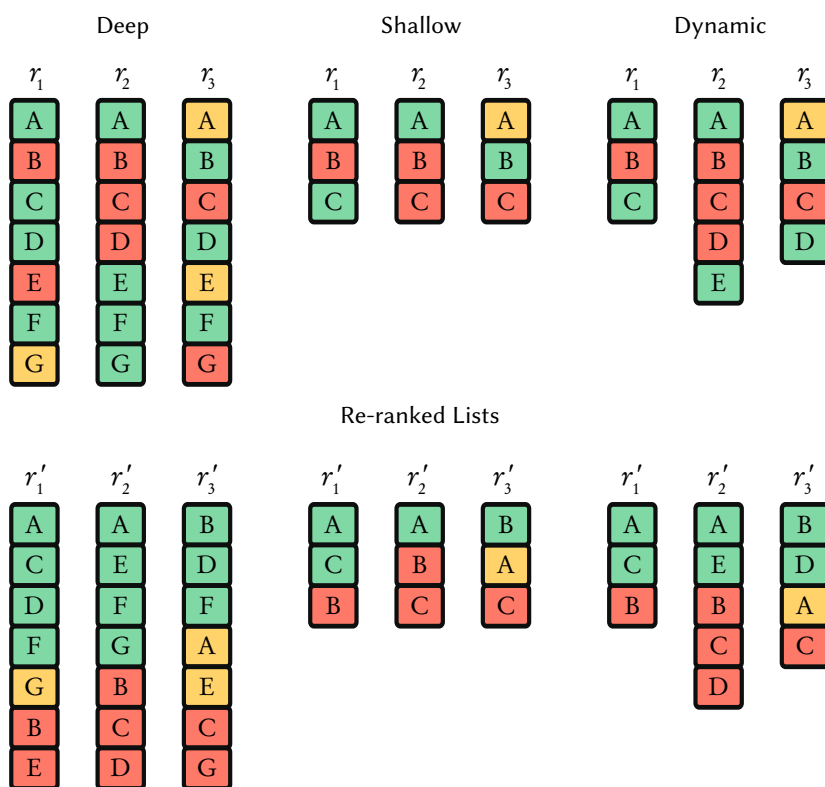 Deep Shallow Dynamic
r1 r2 r3 r1 r2 r3 r1 r2 r3
A A A A A A A A A
B B B B B B B B B
C C C C C C C C C
D D D D D
E E E E
F F F
G G G
Re-ranked Lists
r′1 r′2 r′3 r′1 r′2 r′3 r′1 r′2 r′3
A A B A A B A A B
C E D C B A C E D
D F F B C C B B A
F G A C C
G B E D
B C C
E D G